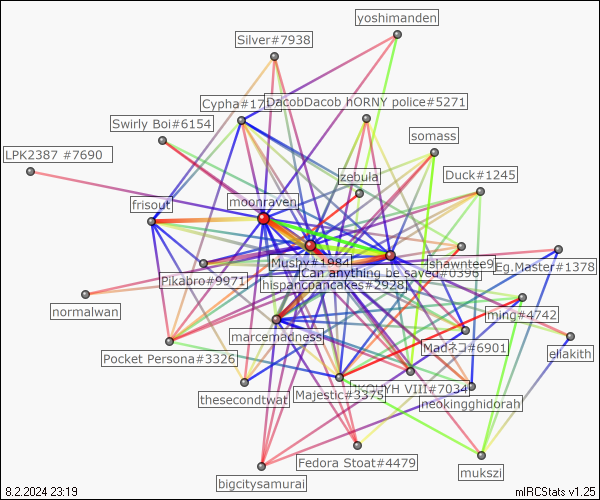 yoshimanden
Silver#7938
Cypha#17
DacobDacob hORNY police#5271
Swirly Boi#6154
somass
LPK2387 #7690
zebula
Duck#1245
moonraven
frisout
Mushy#1984
shawntee9
Can anything be saved#0396
Eg.Master#1378
Pikabro#9971
hispancpancakes#2928
normalwan
ming#4742
marcemadness
Pocket Persona#3326
Madネコ#6901
eliakith
thesecondtwat
Majestic#3375
VIII#7034
neokingghidorah
Fedora Stoat#4479
mukszi
bigcitysamurai
8.2.2024 23:19
mIRCStats v1.25